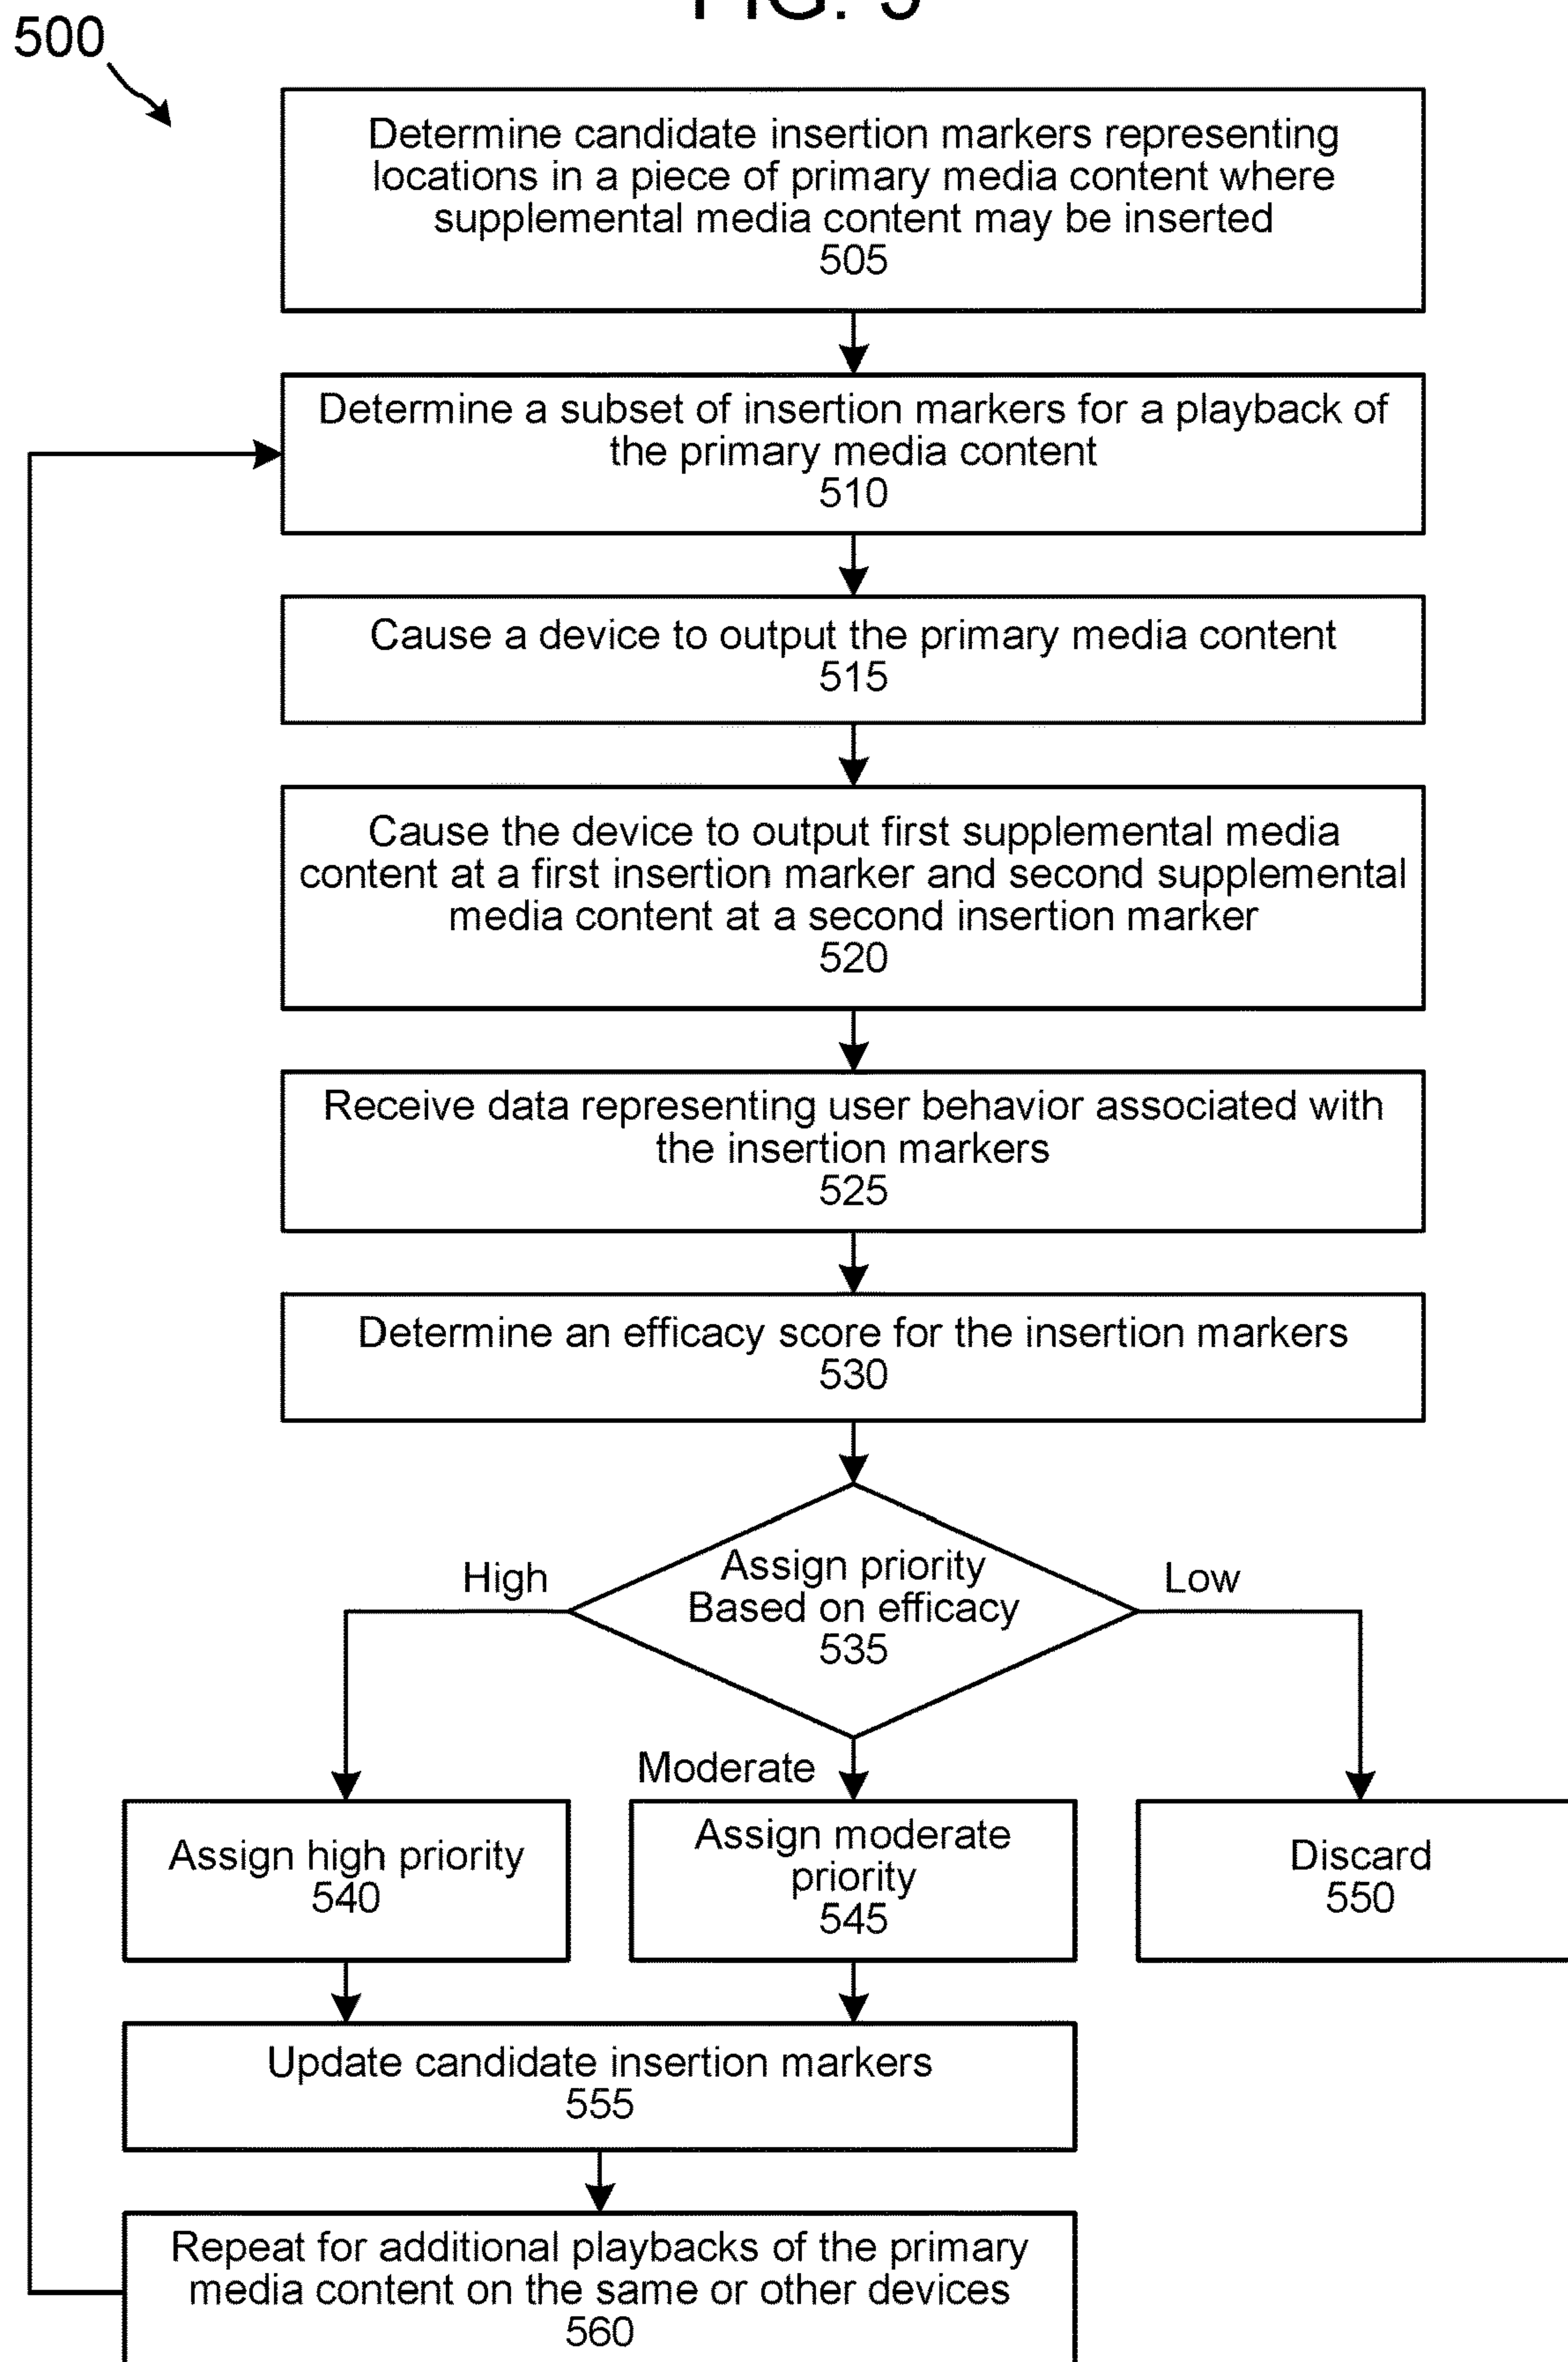 FIG. 5
500
Determine candidate insertion markers representing
locations in a piece of primary media content where
supplemental media content may be inserted
505
Determine a subset of insertion markers for a playback of
the primary media content
510
Cause a device to output the primary media content
515
Cause the device to output first supplemental media
content at a first insertion marker and second supplemental
media content at a second insertion marker
520
Receive data representing user behavior associated with
the insertion markers
525
Determine an efficacy score for the insertion markers
530
Assign priority
Based on efficacy
535
High
Low
Moderate
Assign high priority
540
Assign moderate
priority
545
Discard
550
Update candidate insertion markers
555
Repeat for additional playbacks of the primary
media content on the same or other devices
560